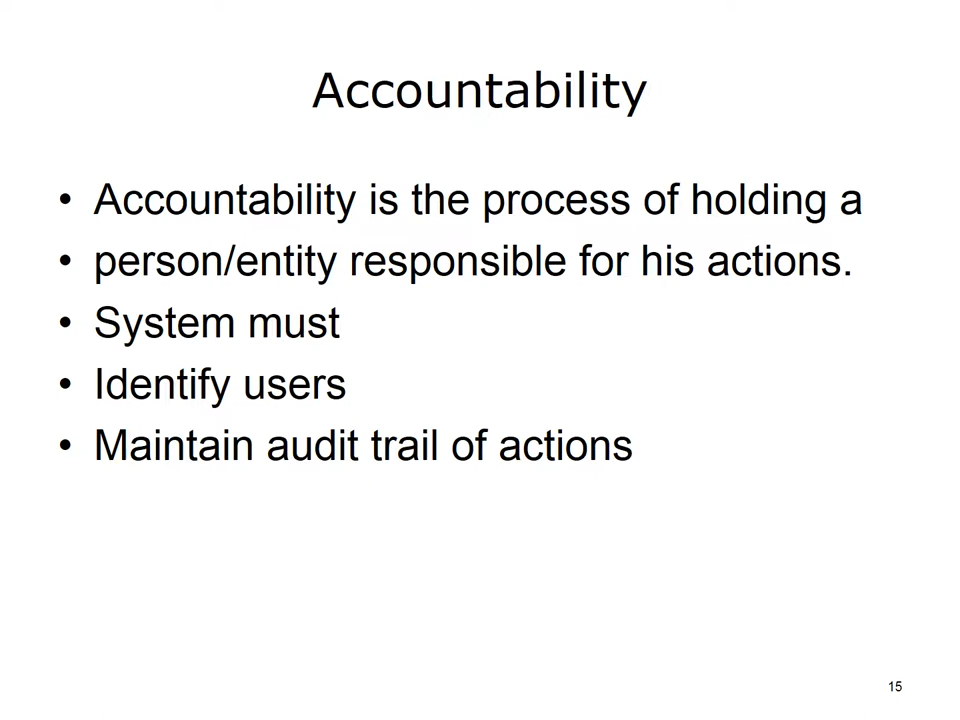 Accountability
• Accountability is the process of holding a
• person/entity responsible for his actions.
• System must
• Identify users
• Maintain audit trail of actions
15